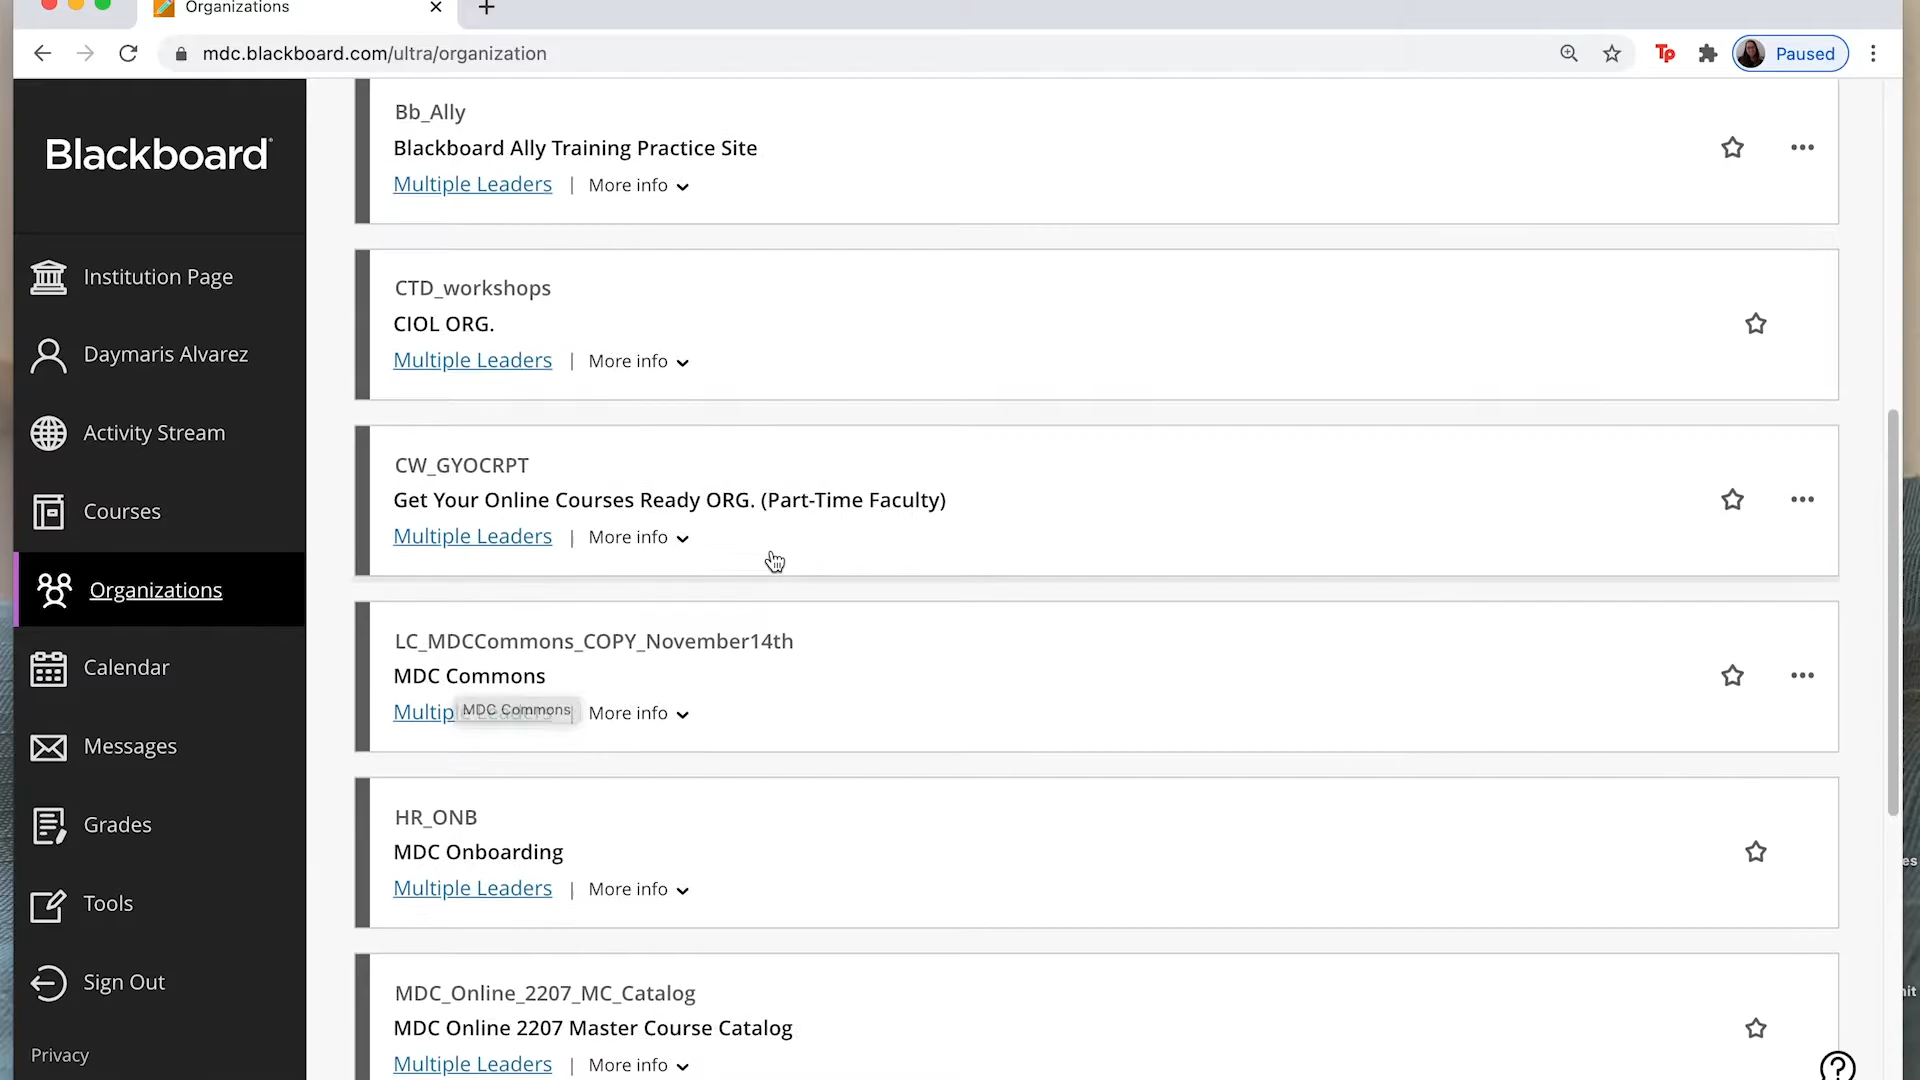 Organizations
mdc.blackboard.com/ultra/organization
Tp
Paused
Blackboard
Institution Page
Daymaris Alvarez
Activity Stream
Courses
Organizations
Calendar
Messages
Grades
Tools
Sign Out
Privacy
Bb_Ally
Blackboard Ally Training Practice Site
Multiple Leaders | More info
CTD_workshops
CIOL ORG.
Multiple Leaders | More info
CW_GYOCRPT
Get Your Online Courses Ready ORG. (Part-Time Faculty)
Multiple Leaders | More info
LC_MDCCommons_COPY_November14th
MDC Commons
Multiple Leaders | More info
MDC Commons
HR_ONB
MDC Onboarding
Multiple Leaders | More info
MDC_Online_2207_MC_Catalog
MDC Online 2207 Master Course Catalog
Multiple Leaders | More info
?